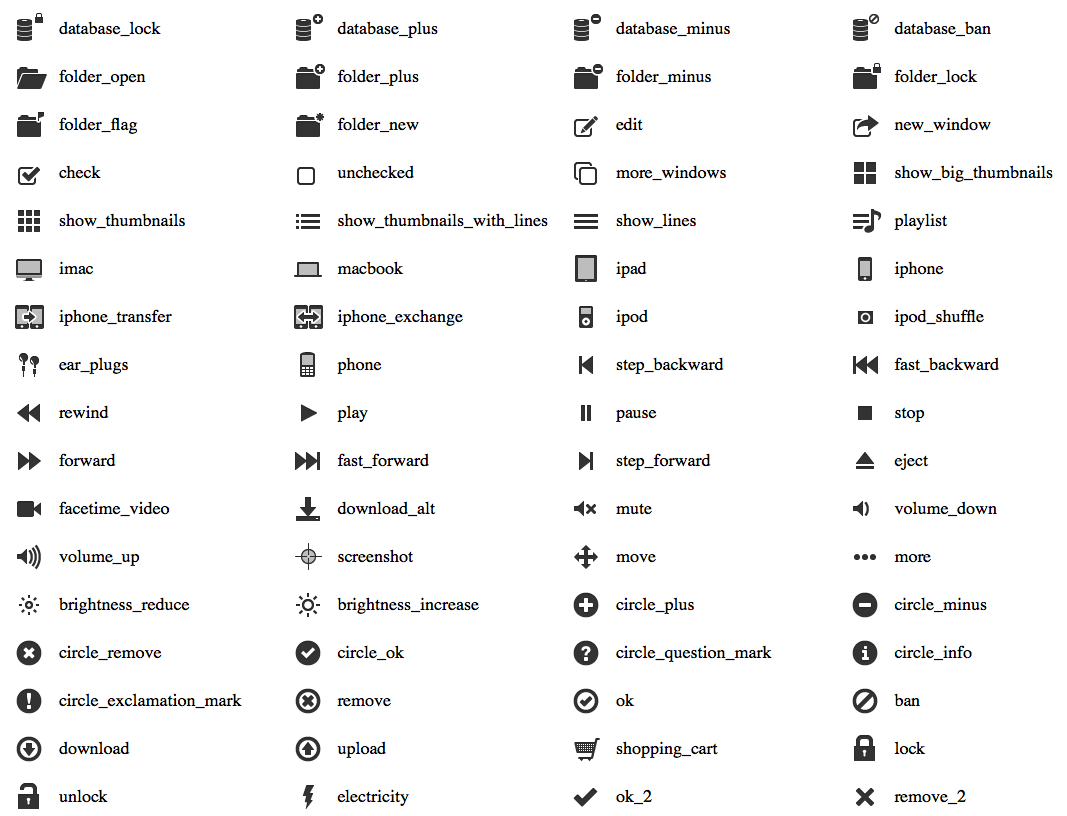 database_lock
database_plus
database_minus
database_ban
folder_open
folder_plus
folder_minus
folder_lock
folder_flag
folder_new
edit
new_window
check
unchecked
more_windows
show_big_thumbnails
show_thumbnails
show_thumbnails_with_lines
show_lines
playlist
imac
macbook
ipad
iphone
iphone_transfer
iphone_exchange
ipod
ipod_shuffle
ear_plugs
phone
step_backward
fast_backward
rewind
play
pause
stop
forward
fast_forward
step_forward
eject
facetime_video
download_alt
mute
volume_down
volume_up
screenshot
move
more
brightness_reduce
brightness_increase
circle_plus
circle_minus
circle_remove
circle_ok
circle_question_mark
circle_info
circle_exclamation_mark
remove
ok
ban
download
upload
shopping_cart
lock
unlock
electricity
ok_2
remove_2